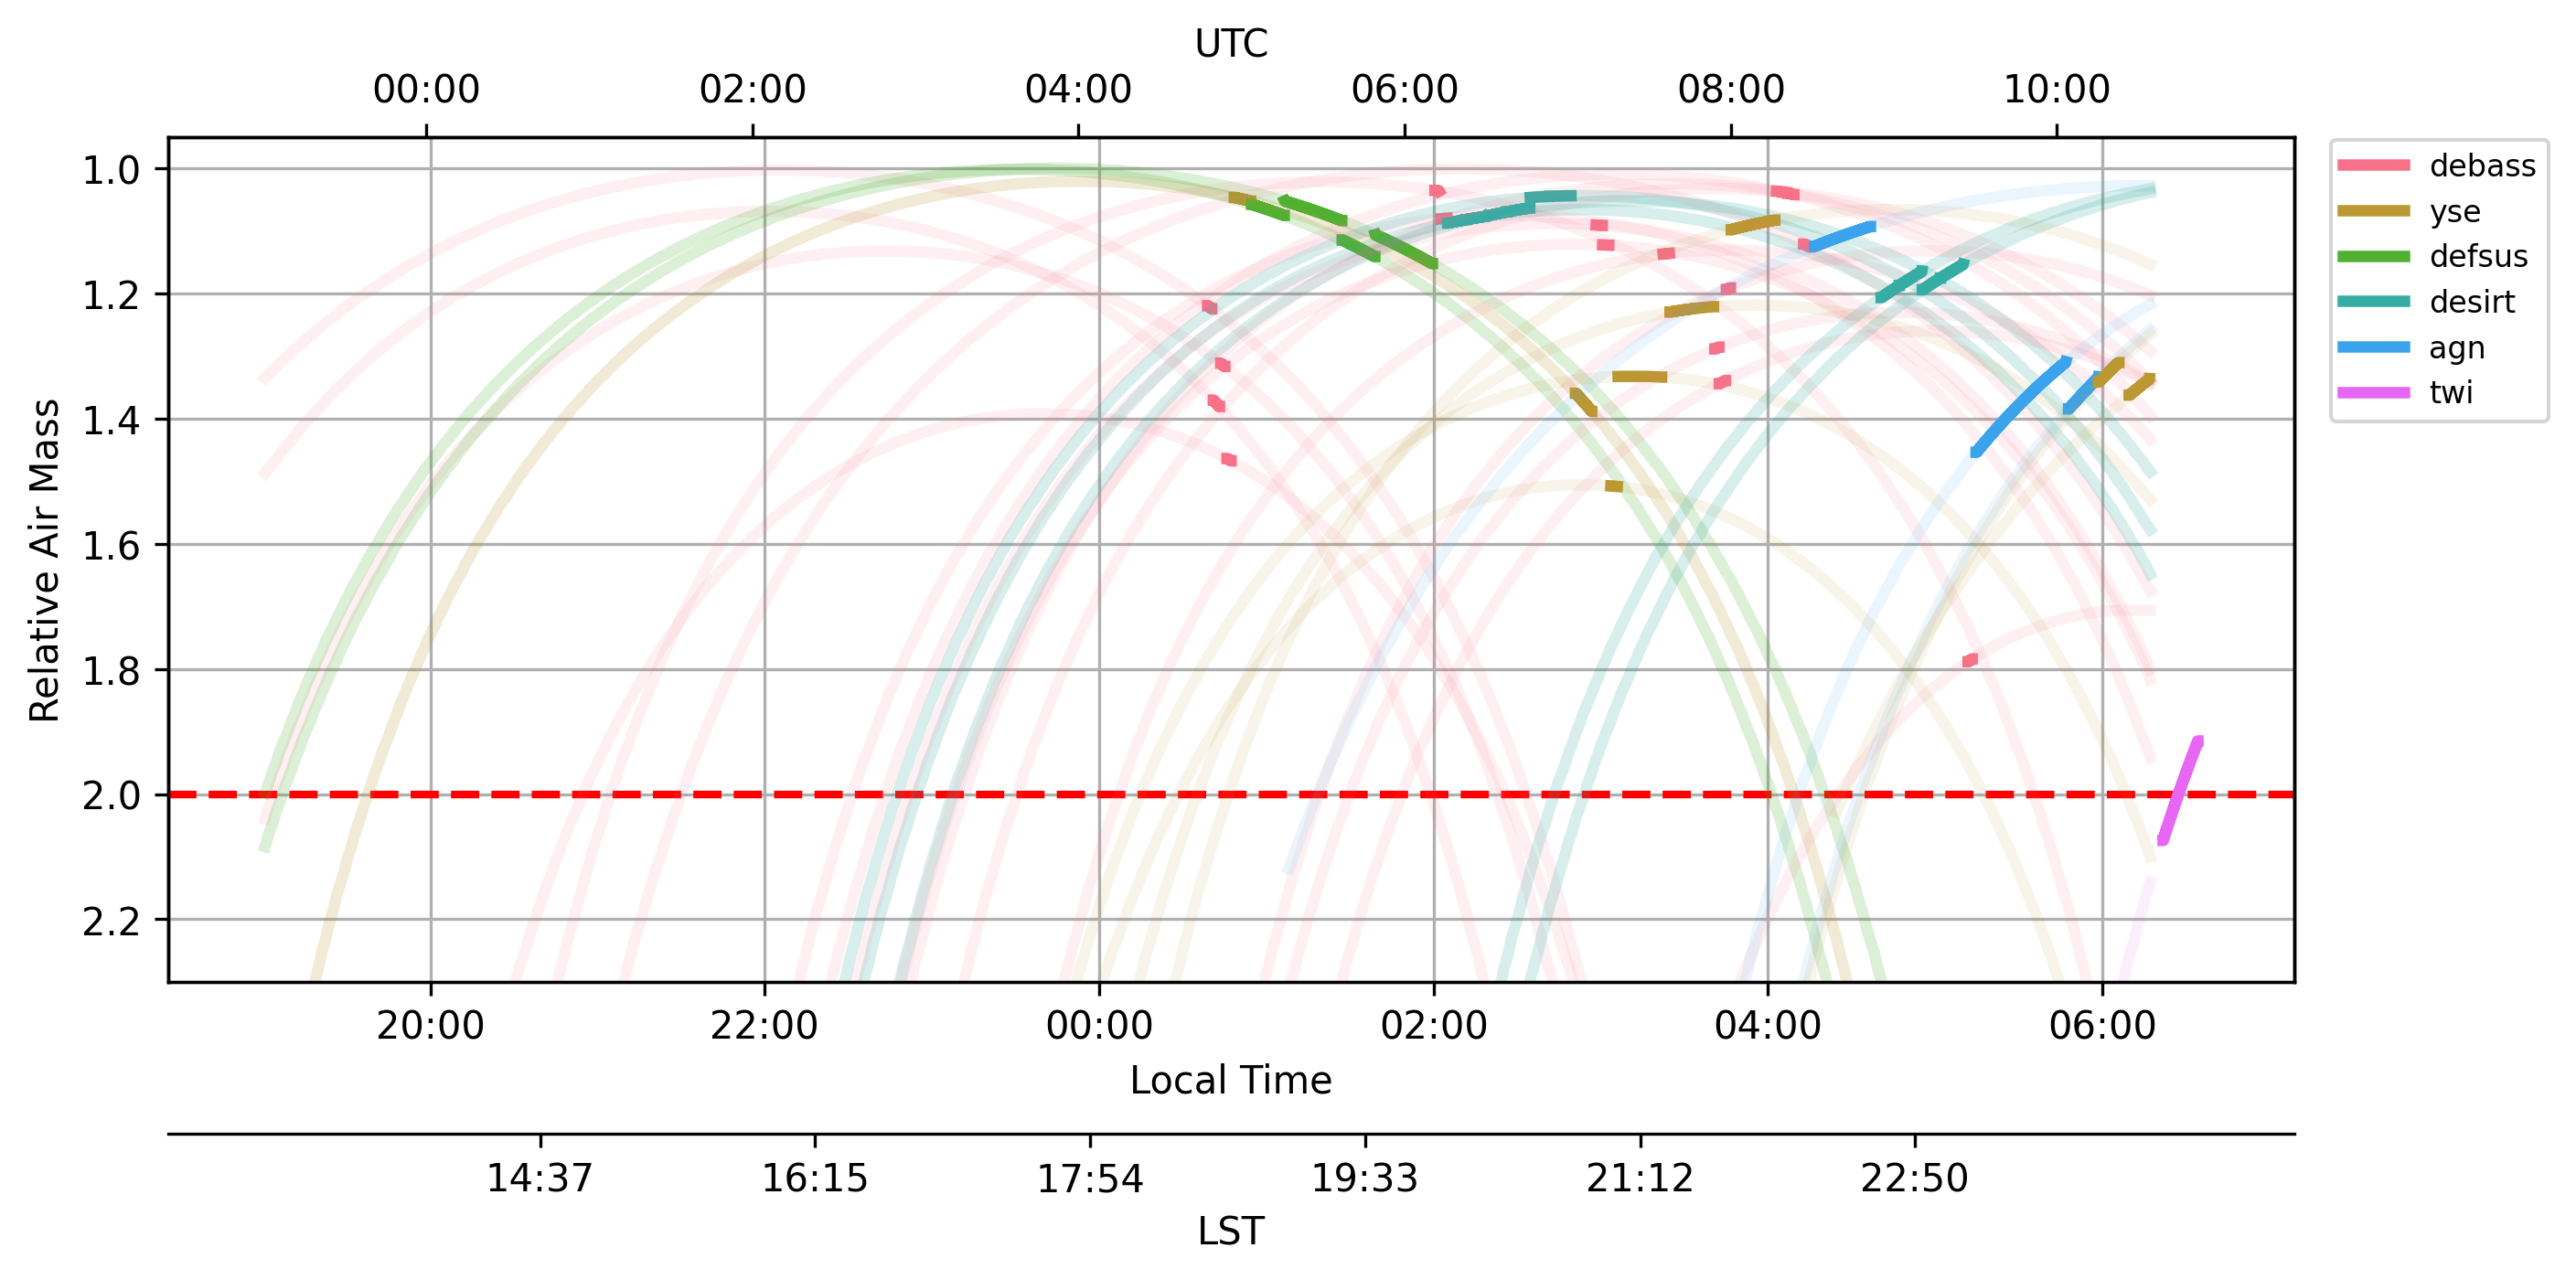 UTC
00:00 02:00 04:00 06:00 08:00 10:00
Relative Air Mass
1.0
1.2
1.4
1.6
1.8
2.0
2.2
debass
yse
defsus
desirt
agn
twi
20:00 22:00 00:00 02:00 04:00 06:00
Local Time
14:37 16:15 17:54 19:33 21:12 22:50
LST